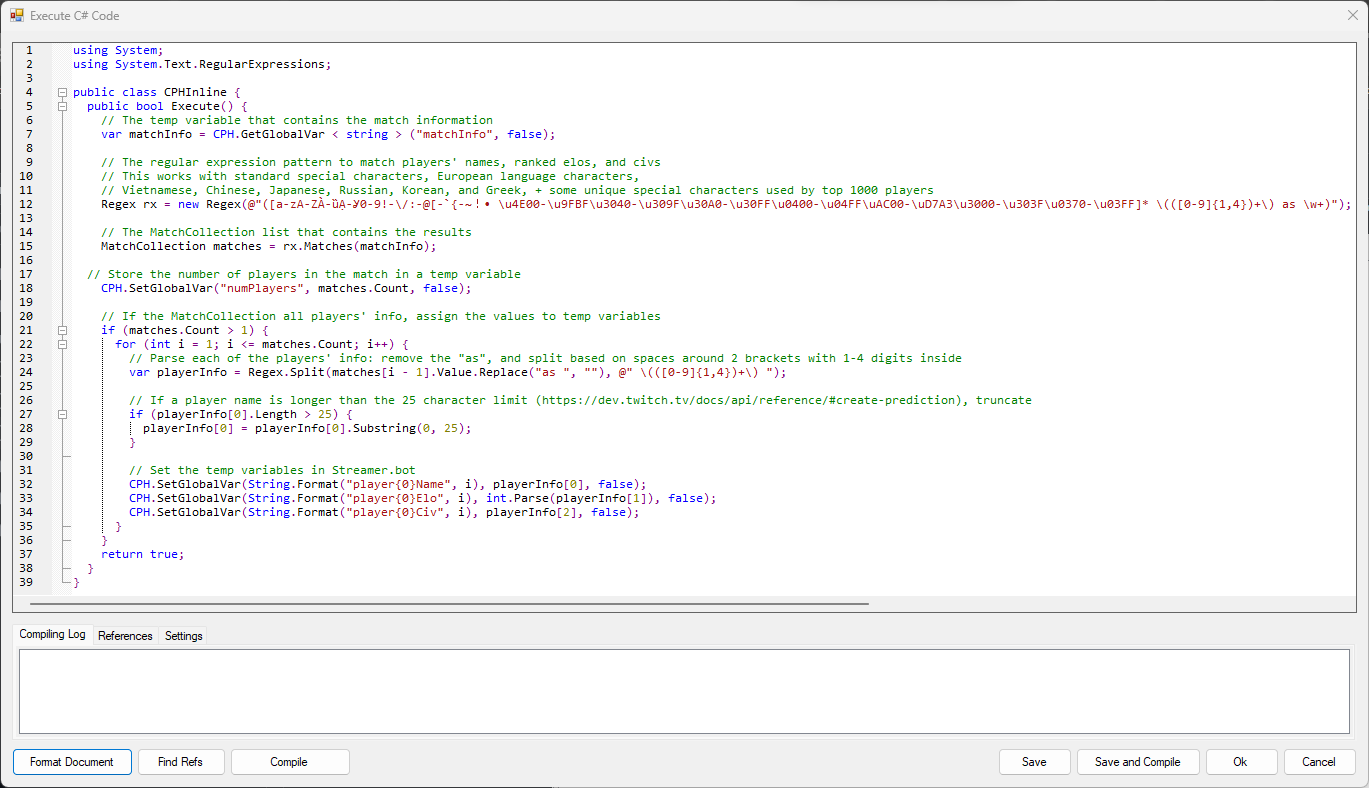 Execute C# Code
1 using System;
2 using System.Text.RegularExpressions;
3
4 public class CPHInline {
5 public bool Execute() {
6 // The temp variable that contains the match information
7 var matchInfo = CPH.GetGlobalVar < string > ("matchInfo", false);
8
9 // The regular expression pattern to match players' names, ranked elos, and civs
10 // This works with standard special characters, European language characters,
11 // Vietnamese, Chinese, Japanese, Russian, Korean, and Greek, + some unique special characters used by top 1000 players
12 Regex rx = new Regex(@"([a-zA-ZÀ-ȕẠ-ỿ0-9!-\/:-@[-`{-~!• \u4E00-\u9FBF\u3040-\u309F\u30A0-\u30FF\u0400-\u04FF\uAC00-\uD7A3\u3000-\u303F\u0370-\u03FF]* \(([0-9]{1,4})+\) as \w+)");
13
14 // The MatchCollection list that contains the results
15 MatchCollection matches = rx.Matches(matchInfo);
16
17 // Store the number of players in the match in a temp variable
18 CPH.SetGlobalVar("numPlayers", matches.Count, false);
19
20 // If the MatchCollection all players' info, assign the values to temp variables
21 if (matches.Count > 1) {
22 for (int i = 1; i <= matches.Count; i++) {
23 // Parse each of the players' info: remove the "as", and split based on spaces around 2 brackets with 1-4 digits inside
24 var playerInfo = Regex.Split(matches[i - 1].Value.Replace("as ", ""), @" \(([0-9]{1,4})+\) ");
25
26 // If a player name is longer than the 25 character limit (https://dev.twitch.tv/docs/api/reference/#create-prediction), truncate
27 if (playerInfo[0].Length > 25) {
28 playerInfo[0] = playerInfo[0].Substring(0, 25);
29 }
30
31 // Set the temp variables in Streamer.bot
32 CPH.SetGlobalVar(String.Format("player{0}Name", i), playerInfo[0], false);
33 CPH.SetGlobalVar(String.Format("player{0}Elo", i), int.Parse(playerInfo[1]), false);
34 CPH.SetGlobalVar(String.Format("player{0}Civ", i), playerInfo[2], false);
35 }
36 }
37 return true;
38 }
39 }
Compiling Log References Settings
Format Document Find Refs Compile Save Save and Compile Ok Cancel